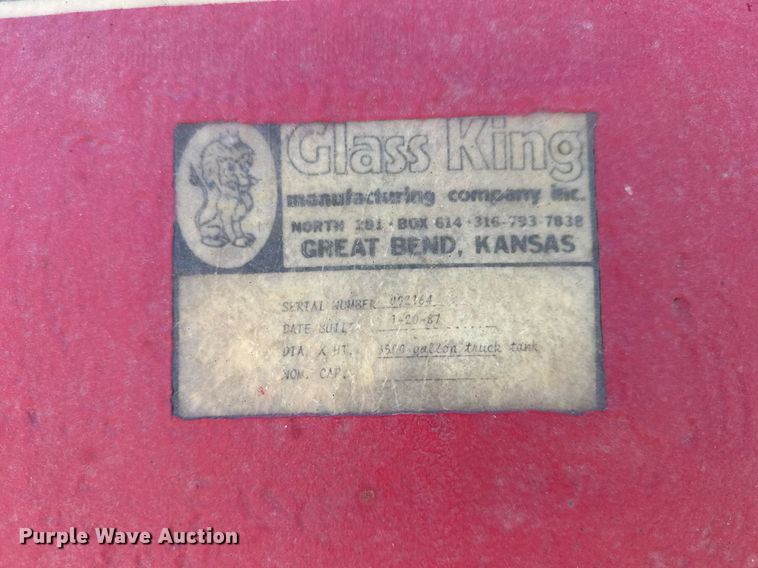 Glass King
manufacturing company inc.
NORTH 281 · BOX 614 · 316-793-7838
GREAT BEND, KANSAS
SERIAL NUMBER
DATE BUILT 1-20-87
DIA. X HT. 3500 gallon truck tank
NOM. CAP.
Purple Wave Auction